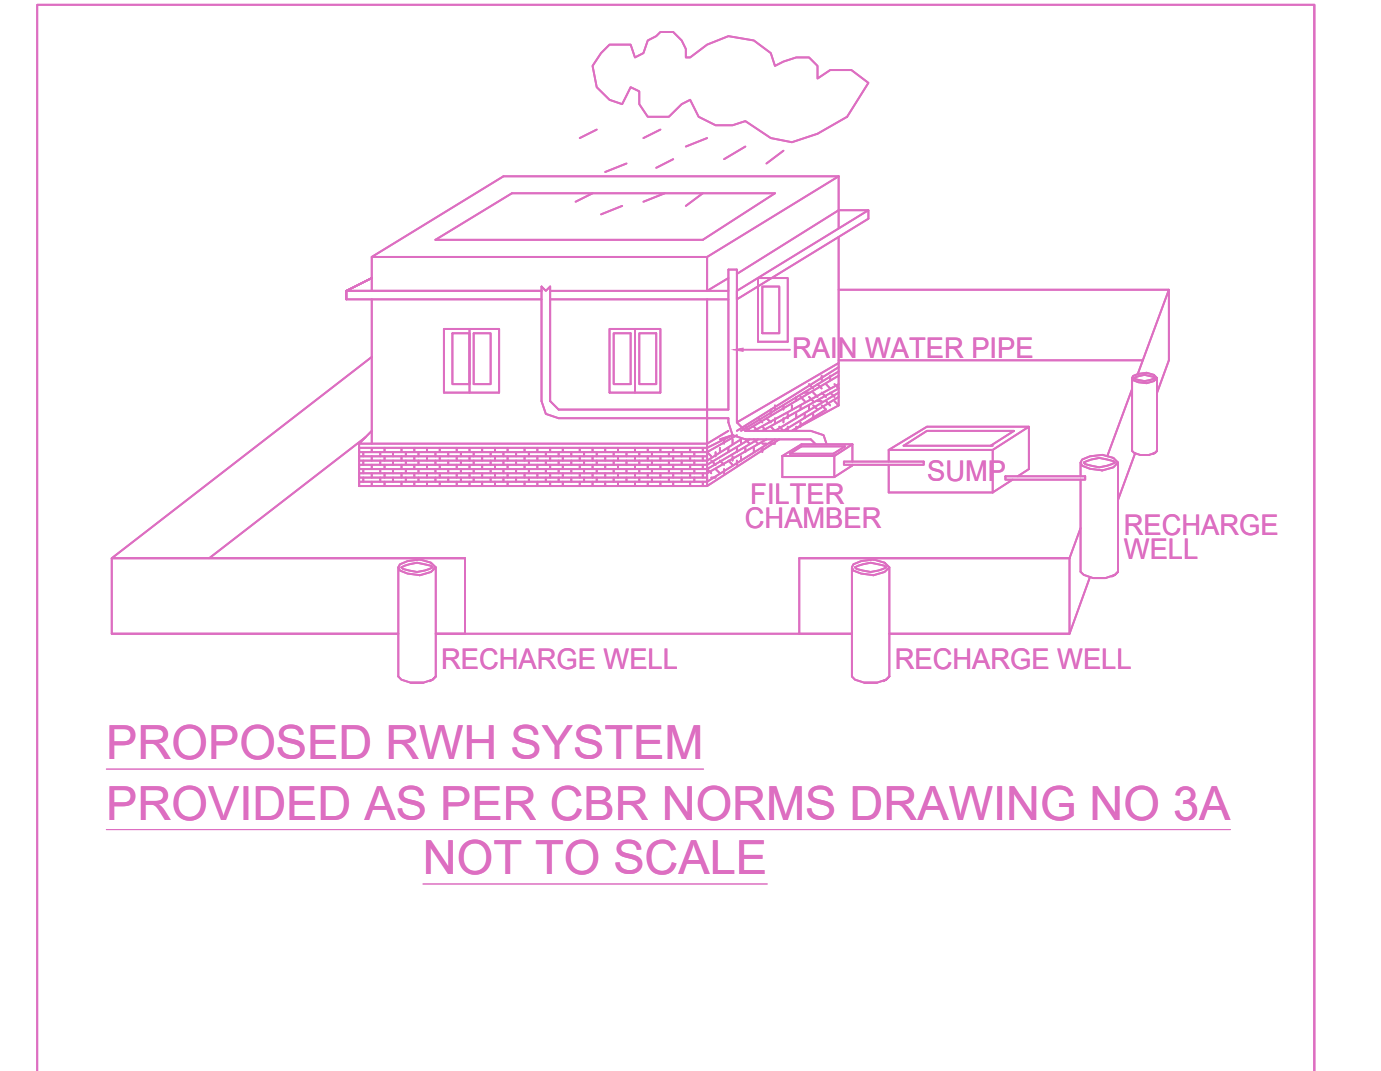 RAIN WATER PIPE
SUMP
FILTER
CHAMBER
RECHARGE
WELL
RECHARGE WELL
RECHARGE WELL
PROPOSED RWH SYSTEM
PROVIDED AS PER CBR NORMS DRAWING NO 3A
NOT TO SCALE